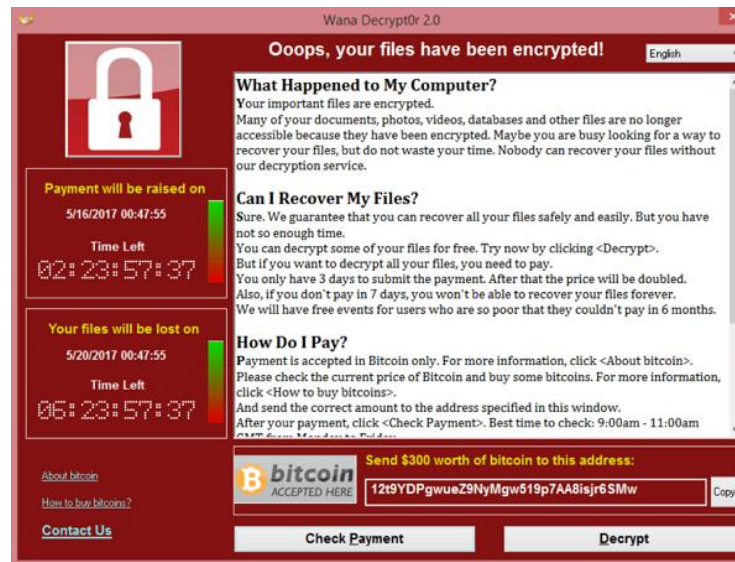 Wana Decrypt0r 2.0
Ooops, your files have been encrypted!
English
What Happened to My Computer?
Your important files are encrypted.
Many of your documents, photos, videos, databases and other files are no longer
accessible because they have been encrypted. Maybe you are busy looking for a way to
recover your files, but do not waste your time. Nobody can recover your files without
our decryption service.
Can I Recover My Files?
Sure. We guarantee that you can recover all your files safely and easily. But you have
not so enough time.
You can decrypt some of your files for free. Try now by clicking <Decrypt>.
But if you want to decrypt all your files, you need to pay.
You only have 3 days to submit the payment. After that the price will be doubled.
Also, if you don't pay in 7 days, you won't be able to recover your files forever.
We will have free events for users who are so poor that they couldn't pay in 6 months.
How Do I Pay?
Payment is accepted in Bitcoin only. For more information, click <About bitcoin>.
Please check the current price of Bitcoin and buy some bitcoins. For more information,
click <How to buy bitcoins>.
And send the correct amount to the address specified in this window.
After your payment, click <Check Payment>. Best time to check: 9:00am - 11:00am
GMT from Monday to Friday
Payment will be raised on
5/16/2017 00:47:55
Time Left
02:23:57:37
Your files will be lost on
5/20/2017 00:47:55
Time Left
06:23:57:37
About bitcoin
How to buy bitcoins?
Contact Us
bitcoin
ACCEPTED HERE
Send $300 worth of bitcoin to this address:
12t9YDPgwueZ9NyMgw519p7AA8isjr6SMw
Copy
Check Payment
Decrypt